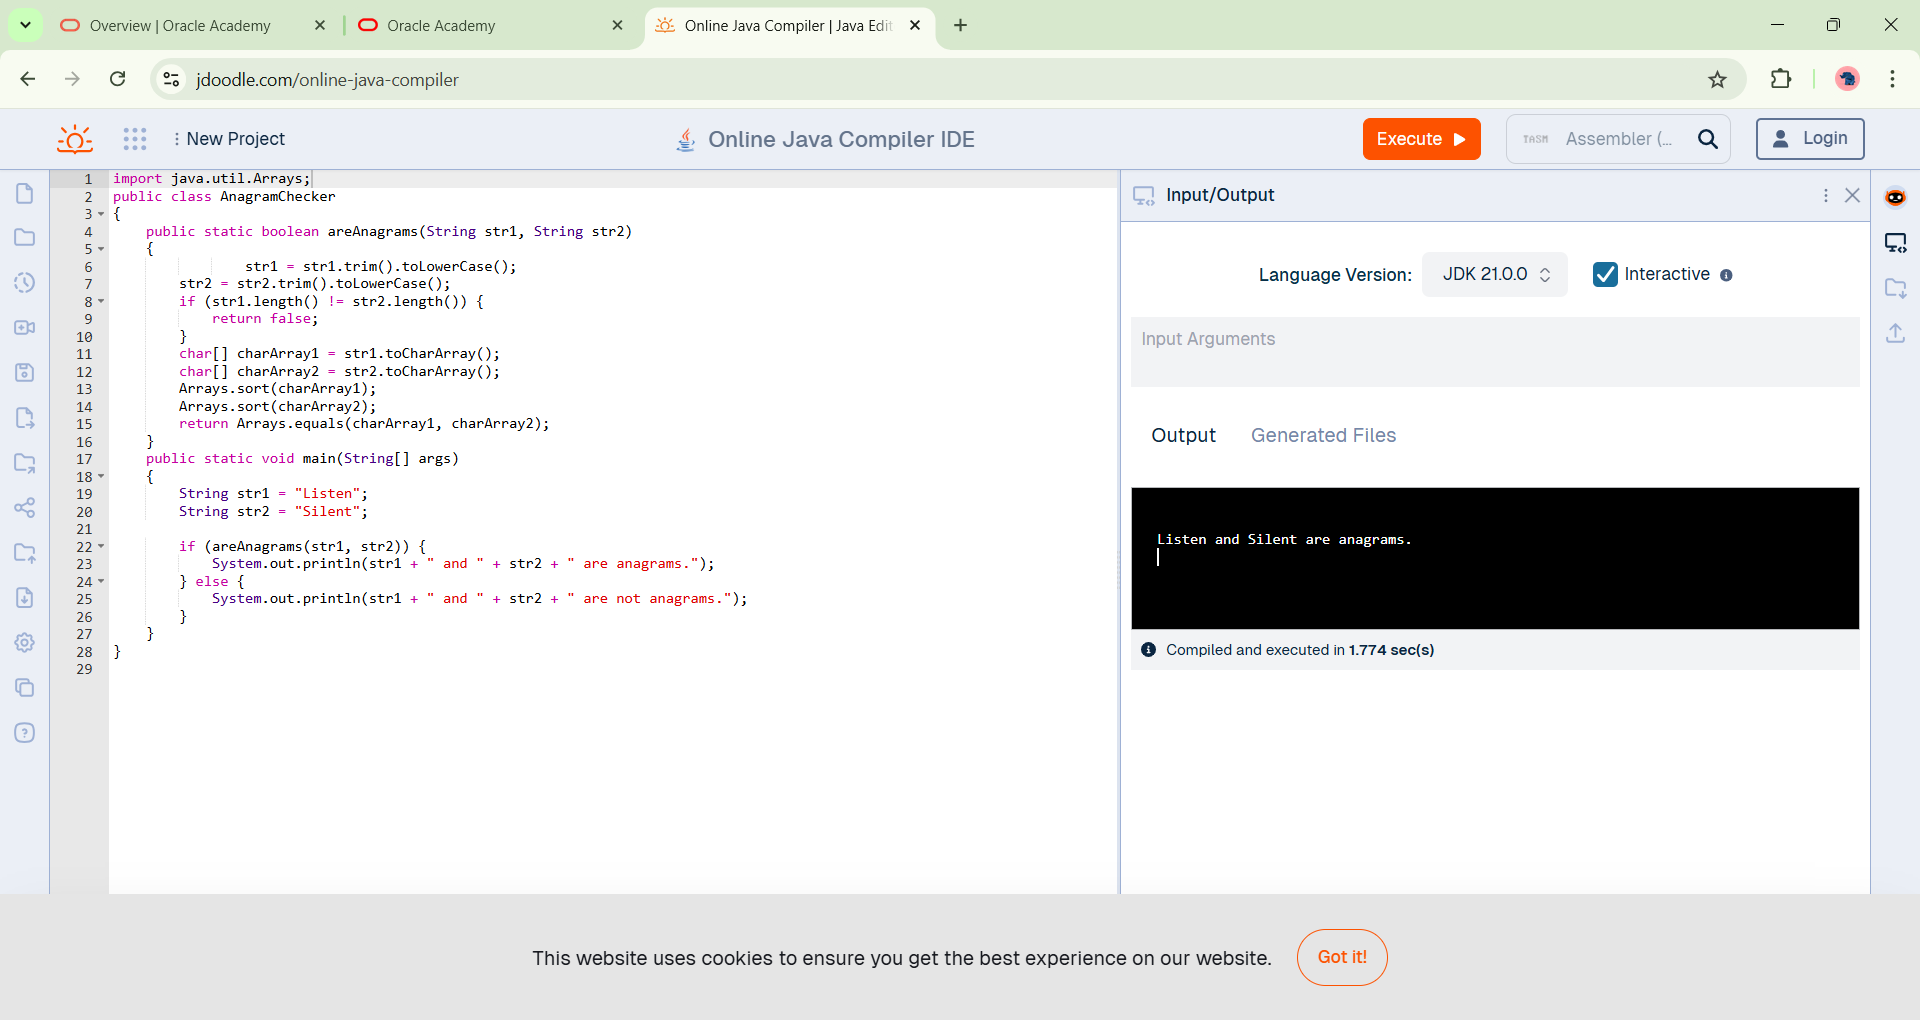 Overview | Oracle Academy
Oracle Academy
Online Java Compiler | Java Edit
jdoodle.com/online-java-compiler
New Project
Online Java Compiler IDE
Execute
TASM Assembler (...
Login
1 import java.util.Arrays;
2 public class AnagramChecker
3 {
4 public static boolean areAnagrams(String str1, String str2)
5 {
6 str1 = str1.trim().toLowerCase();
7 str2 = str2.trim().toLowerCase();
8 if (str1.length() != str2.length()) {
9 return false;
10 }
11 char[] charArray1 = str1.toCharArray();
12 char[] charArray2 = str2.toCharArray();
13 Arrays.sort(charArray1);
14 Arrays.sort(charArray2);
15 return Arrays.equals(charArray1, charArray2);
16 }
17 public static void main(String[] args)
18 {
19 String str1 = "Listen";
20 String str2 = "Silent";
21
22 if (areAnagrams(str1, str2)) {
23 System.out.println(str1 + " and " + str2 + " are anagrams.");
24 } else {
25 System.out.println(str1 + " and " + str2 + " are not anagrams.");
26 }
27 }
28 }
29
Input/Output
Language Version: JDK 21.0.0 Interactive
Input Arguments
Output Generated Files
Listen and Silent are anagrams.
Compiled and executed in 1.774 sec(s)
This website uses cookies to ensure you get the best experience on our website. Got it!